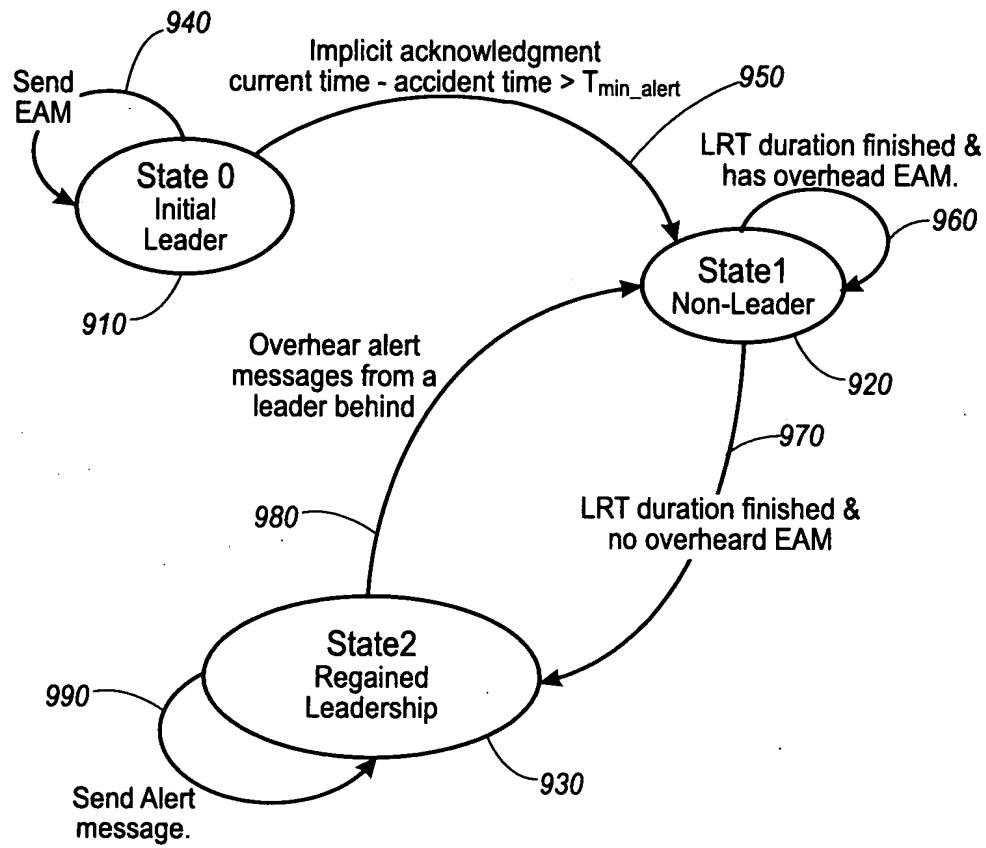 940
Send
EAM
Implicit acknowledgment
current time - accident time > Tmin_alert
950
LRT duration finished &
has overhead EAM.
960
State 0
Initial
Leader
910
State1
Non-Leader
920
Overhear alert
messages from a
leader behind
970
980
LRT duration finished &
no overheard EAM
State2
Regained
Leadership
990
930
Send Alert
message.